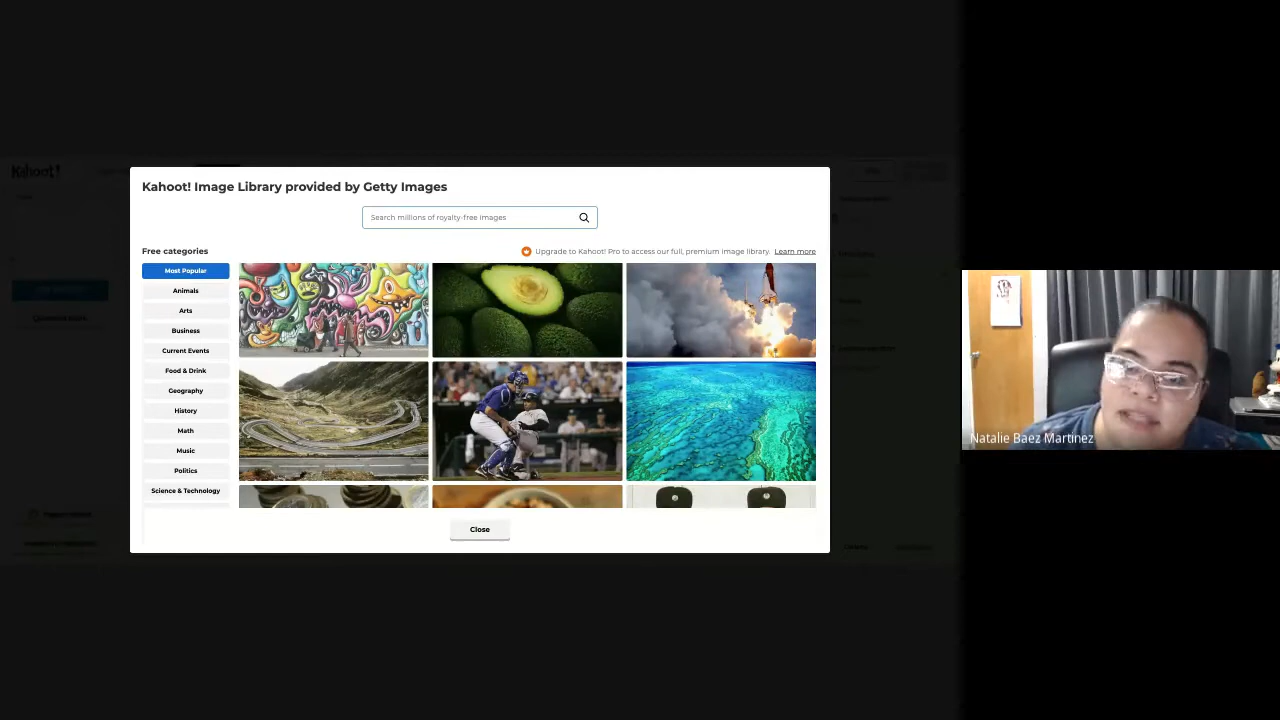 Kahoot!
Kahoot! Image Library provided by Getty Images
Search millions of royalty-free images
Free categories
Upgrade to Kahoot! Pro to access our full, premium image library. Learn more
Most Popular
Animals
Arts
Business
Current Events
Food & Drink
Geography
History
Math
Music
Politics
Science & Technology
Close
Natalie Baez Martinez